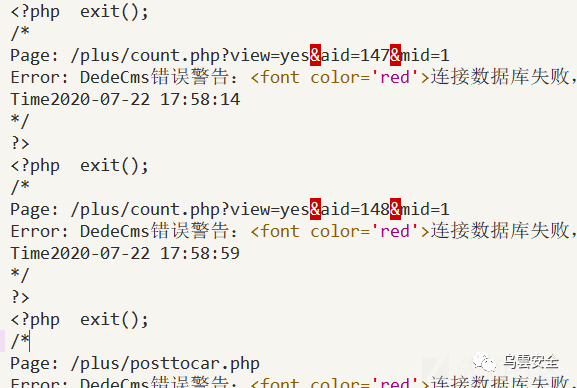 <?php  exit();
/*
Page: /plus/count.php?view=yes&aid=147&mid=1
Error: DedeCms错误警告：<font color='red'>连接数据库失败，
Time2020-07-22 17:58:14
*/
?>
<?php  exit();
/*
Page: /plus/count.php?view=yes&aid=148&mid=1
Error: DedeCms错误警告：<font color='red'>连接数据库失败，
Time2020-07-22 17:58:59
*/
?>
<?php  exit();
/*
Page: /plus/posttocar.php
乌雲安全
Error: DedeCms错误警告：<font color='red'>连接数据库失败，